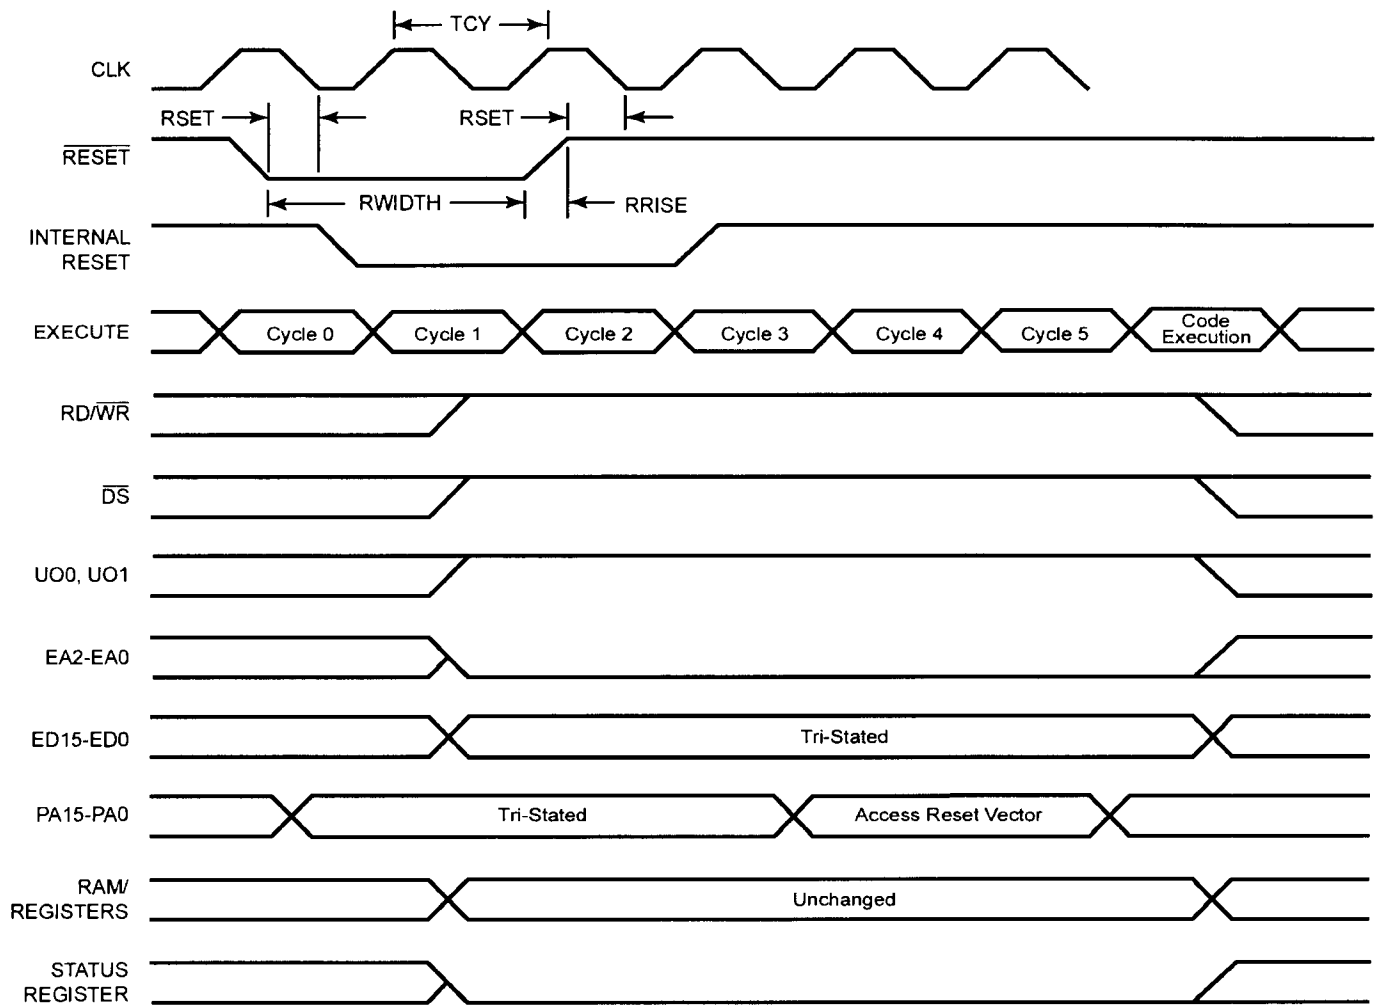 TCY
CLK
RSET RSET
RESET
RWIDTH RRISE
INTERNAL
RESET
EXECUTE Cycle 0 Cycle 1 Cycle 2 Cycle 3 Cycle 4 Cycle 5 Code
Execution
RD/WR
DS
UO0, UO1
EA2-EA0
ED15-ED0 Tri-Stated
PA15-PA0 Tri-Stated Access Reset Vector
RAM/
REGISTERS Unchanged
STATUS
REGISTER